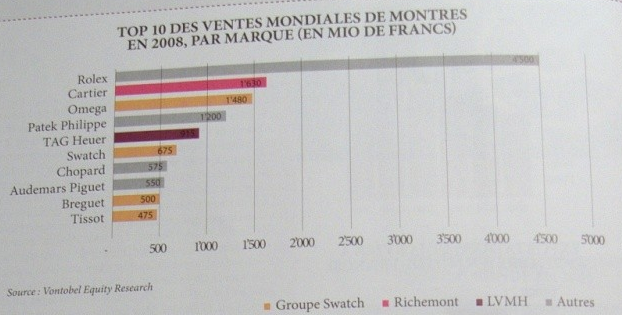 TOP 10 DES VENTES MONDIALES DE MONTRES
EN 2008, PAR MARQUE (EN MIO DE FRANCS)
Rolex 4'500
Cartier 1'630
Omega 1'480
Patek Philippe 1'200
TAG Heuer
Swatch 675
Chopard 575
Audemars Piguet 550
Breguet 500
Tissot 475
- 500 1'000 1'500 2'000 2'500 3'000 3'500 4'000 4'500 5'000
Source : Vontobel Equity Research
Groupe Swatch Richemont LVMH Autres